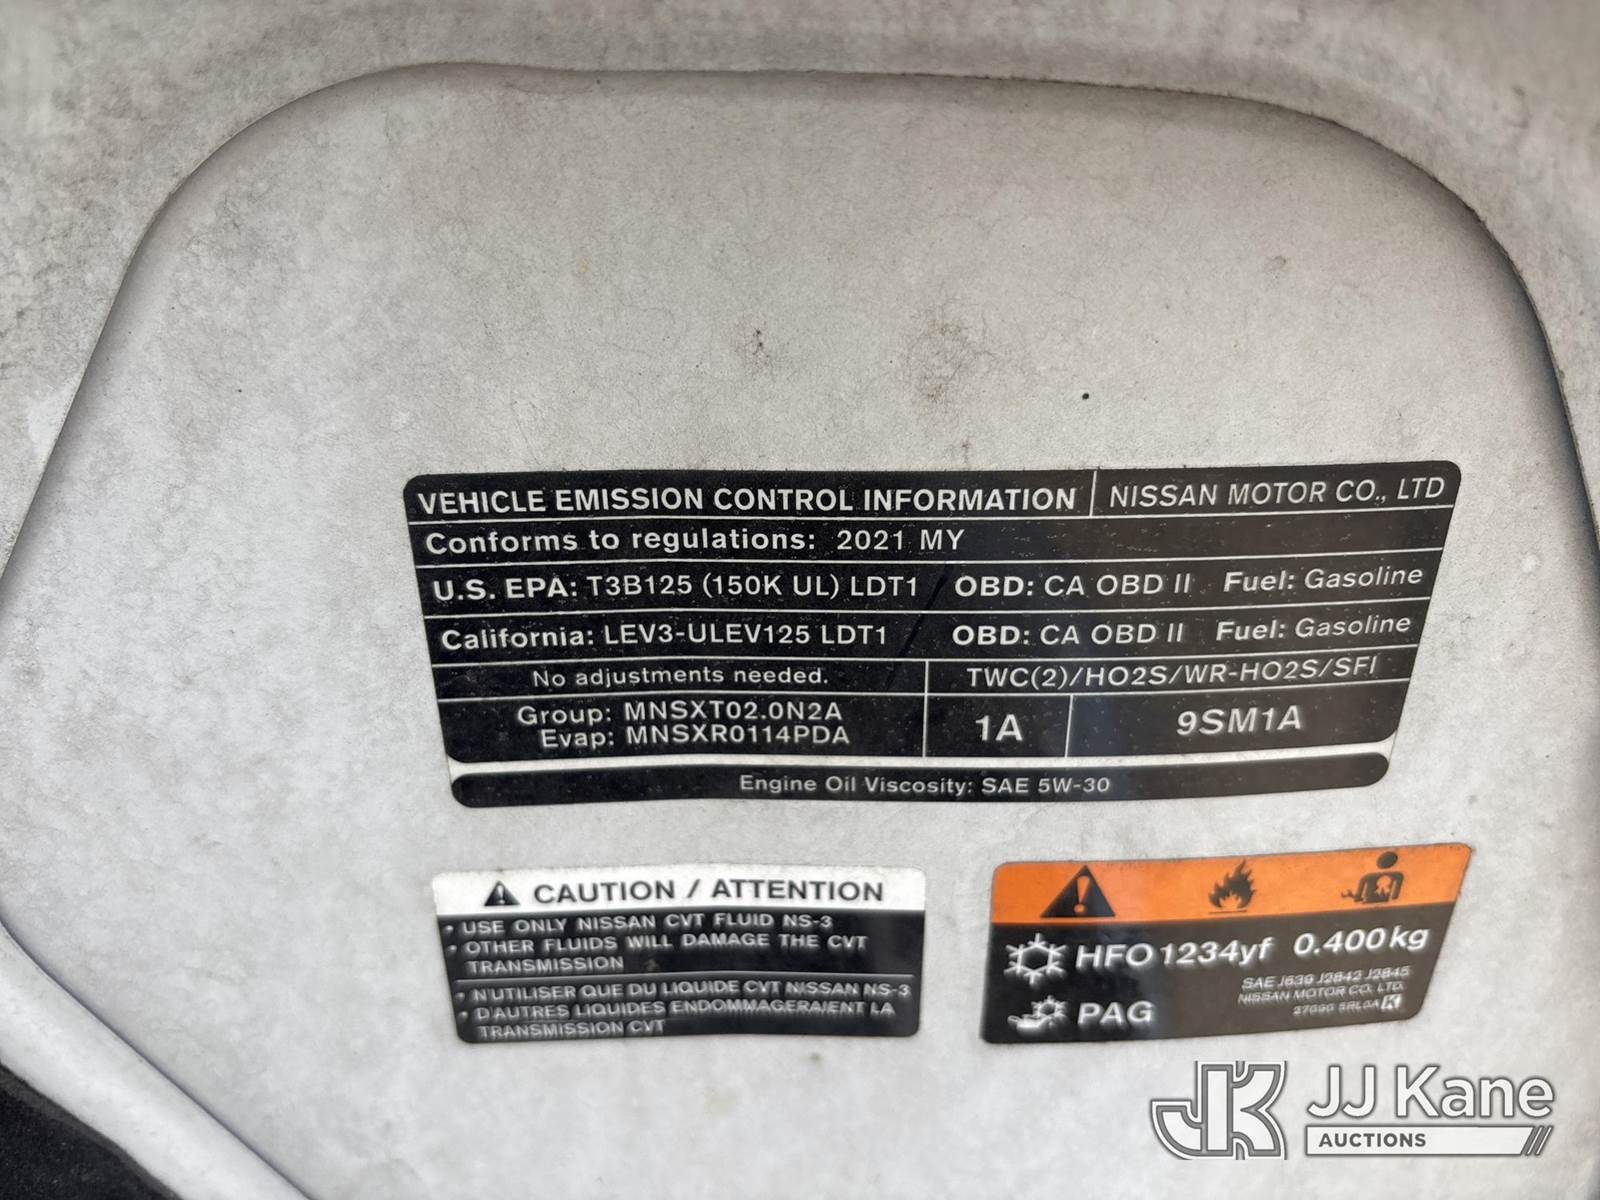 VEHICLE EMISSION CONTROL INFORMATION NISSAN MOTOR CO., LTD
Conforms to regulations: 2021 MY
U.S. EPA: T3B125 (150K UL) LDT1 OBD: CA OBD II Fuel: Gasoline
California: LEV3-ULEV125 LDT1 OBD: CA OBD II Fuel: Gasoline
No adjustments needed. TWC(2)/HO2S/WR-HO2S/SFI
Group: MNSXT02.0N2A
Evap: MNSXR0114PDA
1A 9SM1A
Engine Oil Viscosity: SAE 5W-30
CAUTION / ATTENTION
• USE ONLY NISSAN CVT FLUID NS-3
• OTHER FLUIDS WILL DAMAGE THE CVT
TRANSMISSION
• N'UTILISER QUE DU LIQUIDE CVT NISSAN NS-3
• D'AUTRES LIQUIDES ENDOMMAGERAIENT LA
TRANSMISSION CVT
HFO1234yf 0.400kg
SAE J639 J2842 J2845
NISSAN MOTOR CO. LTD.
PAG
K
JK JJ Kane
AUCTIONS